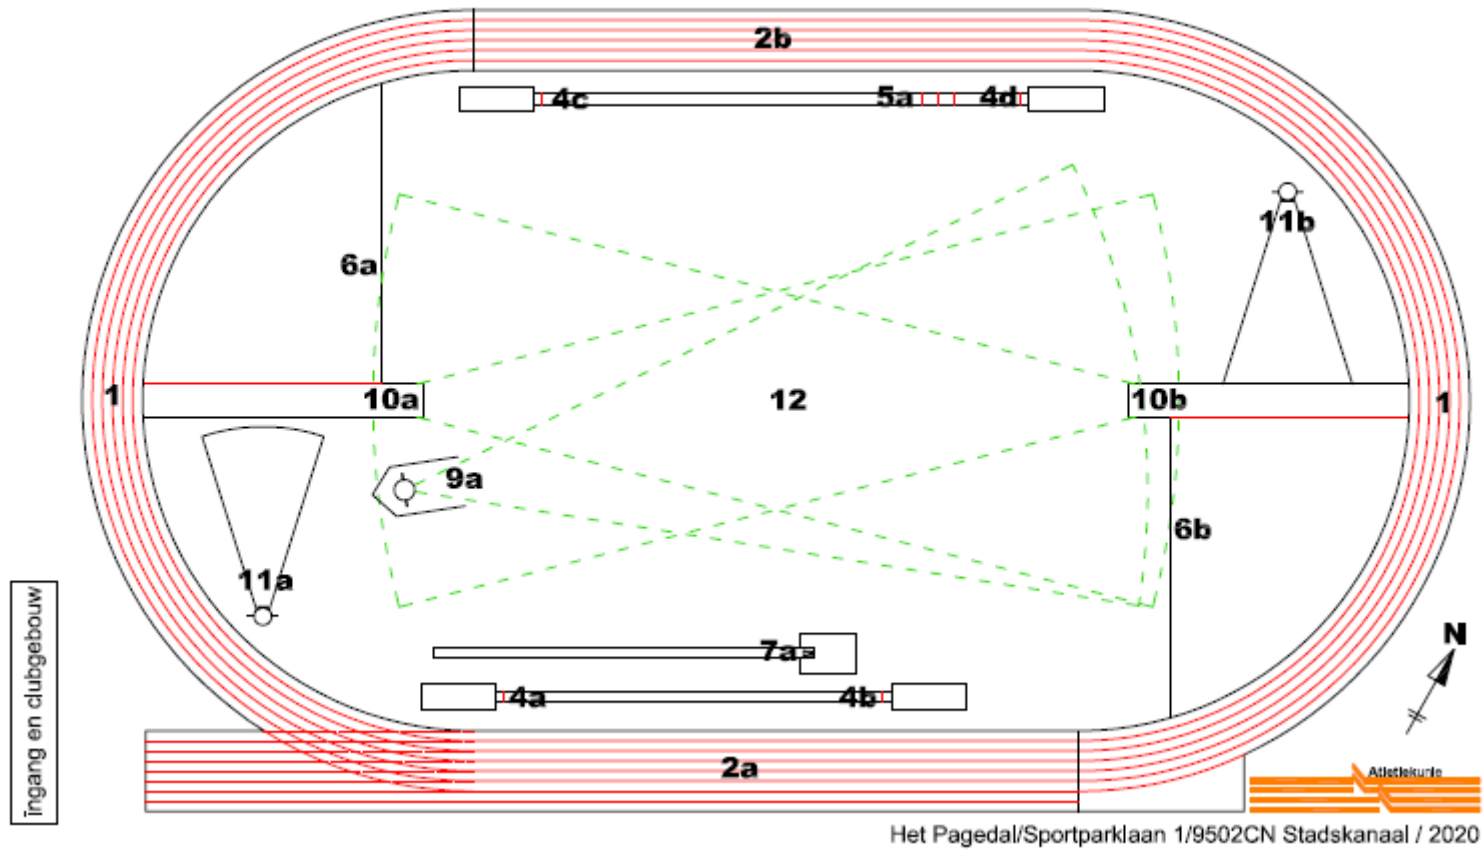 2b
4c
5a
4d
11b
6a
1
10a
12
10b
1
9a
6b
11a
Ingang en clubgebouw
7a
N
4a
4b
2a
Atletiekunie
Het Pagedal/Sportparklaan 1/9502CN Stadskanaal / 2020